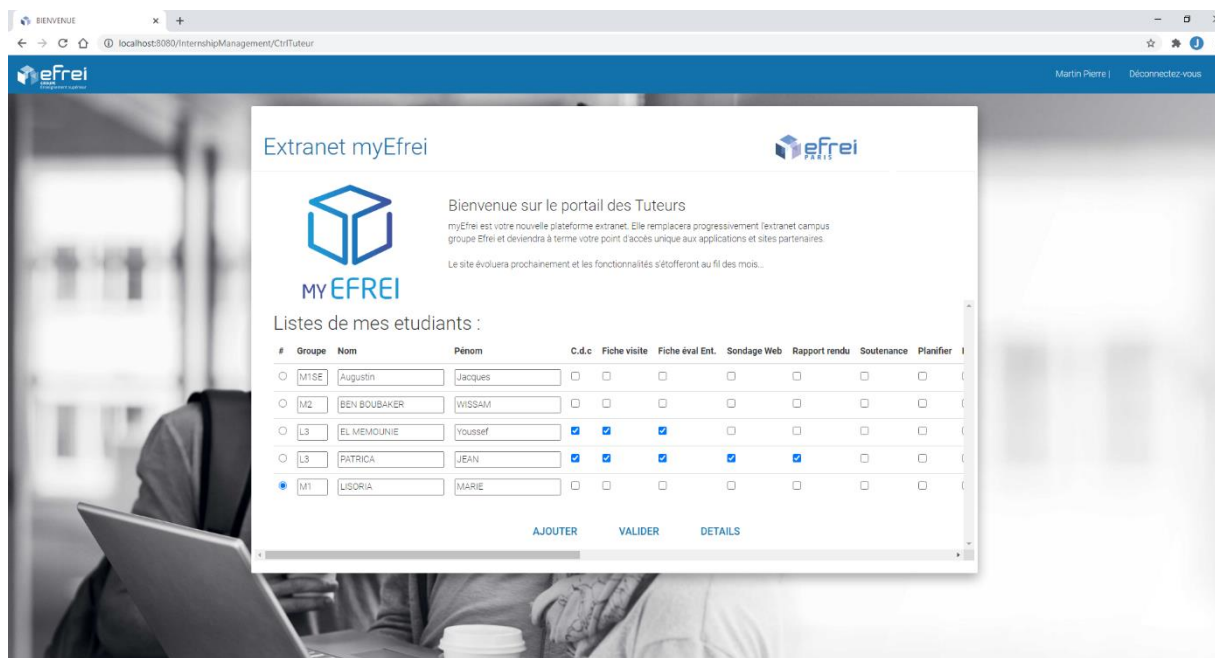 BIENVENUE
localhost:8080/InternshipManagement/CtrlTuteur
efrei
Martin Pierre | Déconnectez-vous
Extranet myEfrei
efrei
PARIS
MY EFREI
Bienvenue sur le portail des Tuteurs
myEfrei est votre nouvelle plateforme extranet. Elle remplacera progressivement l'extranet campus
groupe Efrei et deviendra à terme votre point d'accès unique aux applications et sites partenaires.
Le site évoluera prochainement et les fonctionnalités s'étofferont au fil des mois...
Listes de mes etudiants :
# Groupe Nom Pénom C.d.c Fiche visite Fiche éval Ent. Sondage Web Rapport rendu Soutenance Planifier
M1SE Augustin Jacques
M2 BEN BOUBAKER WISSAM
L3 EL MEMOUNIE Youssef
L3 PATRICA JEAN
M1 LISORIA MARIE
AJOUTER VALIDER DETAILS